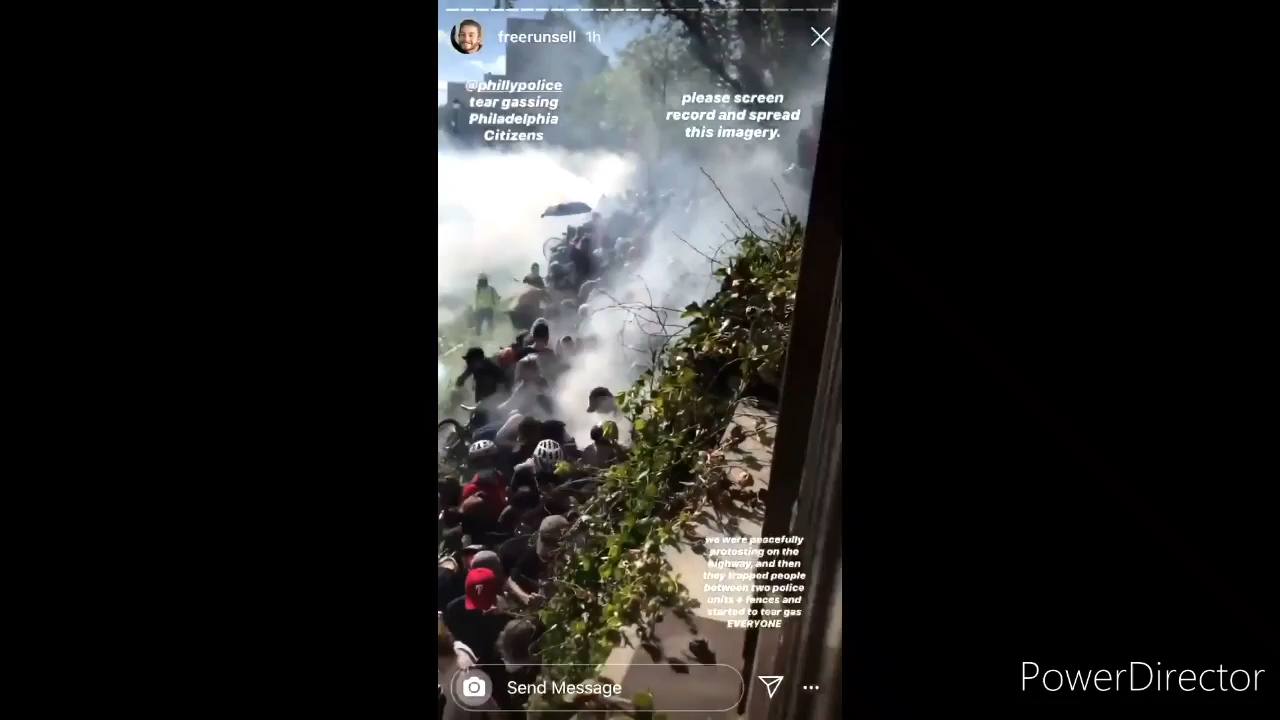 freerunsell 1h
@phillypolice
tear gassing
Philadelphia
Citizens
please screen
record and spread
this imagery.
we were peacefully
protesting on the
highway, and then
they trapped people
between two police
units + fences and
started to tear gas
EVERYONE
Send Message
PowerDirector